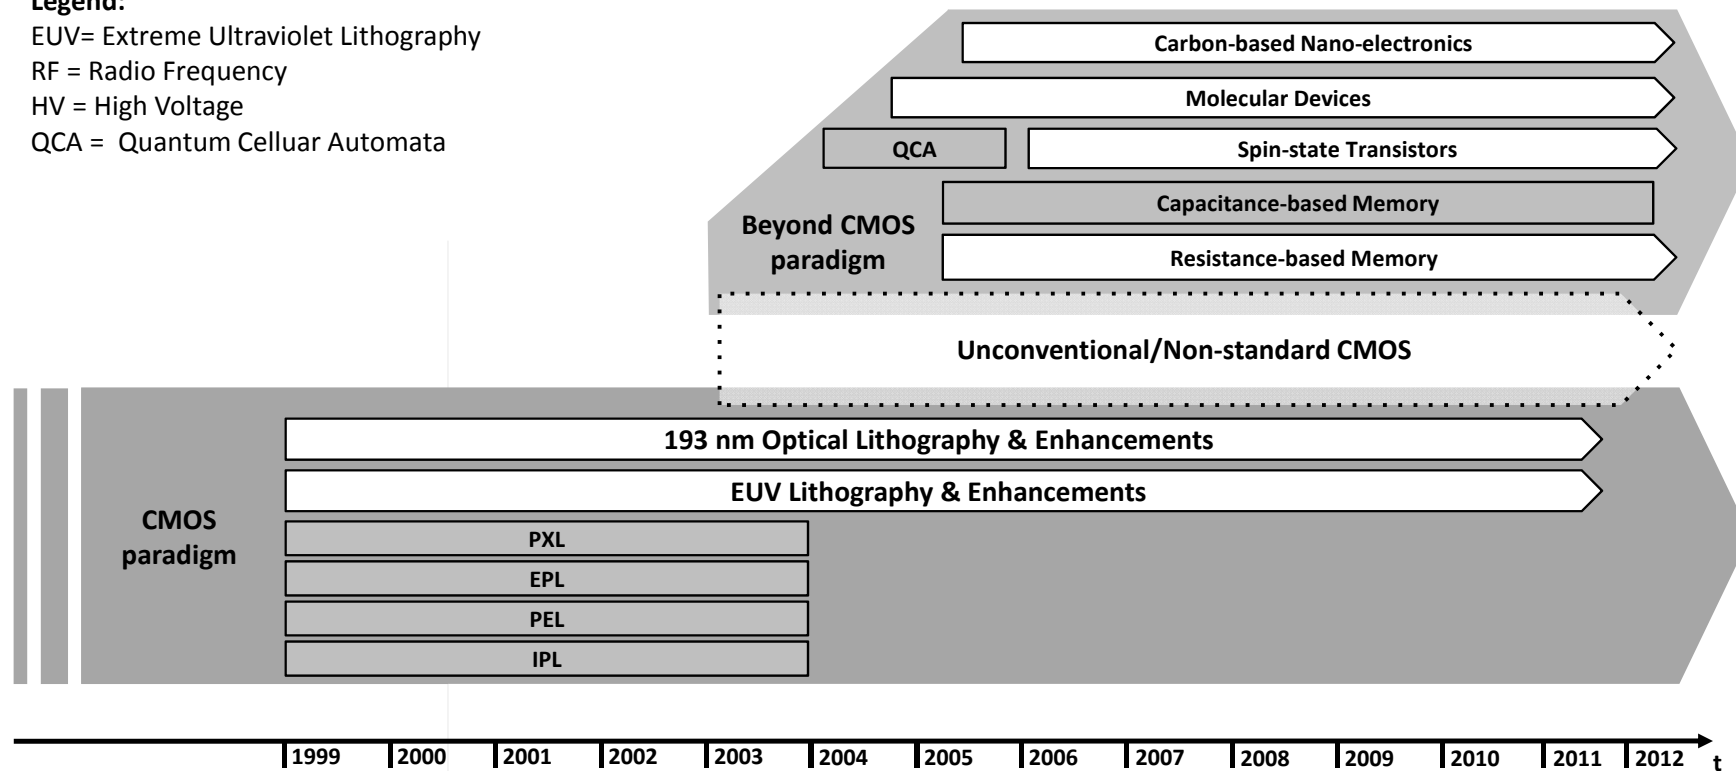 Legend:
EUV= Extreme Ultraviolet Lithography
RF = Radio Frequency
HV = High Voltage
QCA = Quantum Celluar Automata
Carbon-based Nano-electronics
Molecular Devices
QCA
Spin-state Transistors
Capacitance-based Memory
Beyond CMOS
paradigm
Resistance-based Memory
Unconventional/Non-standard CMOS
193 nm Optical Lithography & Enhancements
EUV Lithography & Enhancements
CMOS
paradigm
PXL
EPL
PEL
IPL
1999 2000 2001 2002 2003 2004 2005 2006 2007 2008 2009 2010 2011 2012 t